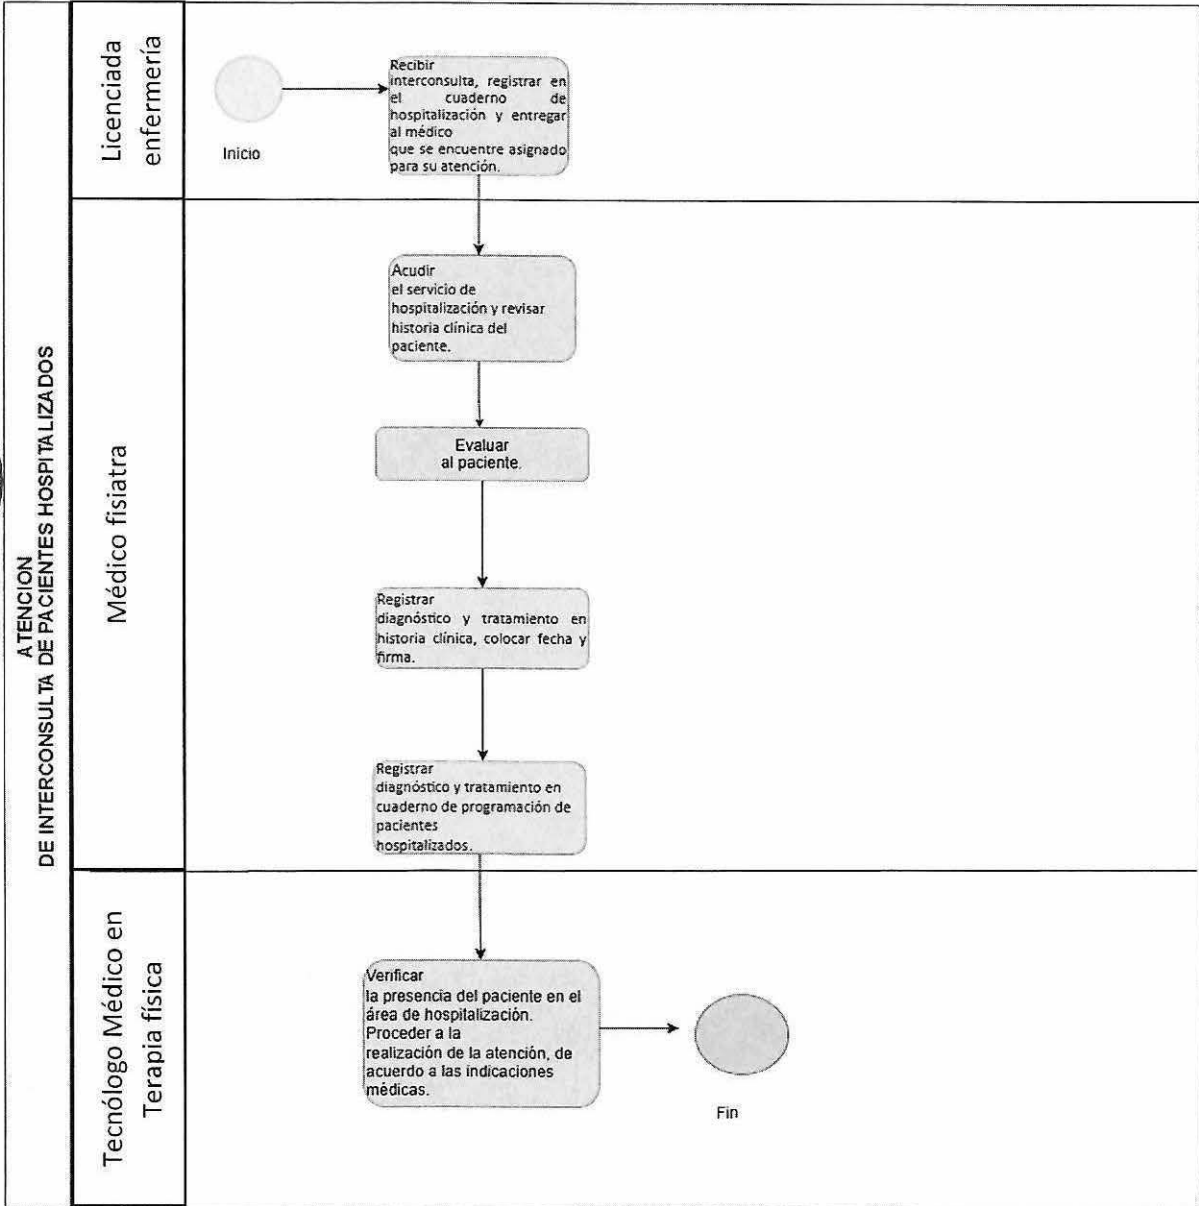 ATENCION
DE INTERCONSULTA DE PACIENTES HOSPITALIZADOS
Licenciada
enfermería
Inicio
Recibir
interconsulta, registrar en
el cuaderno de
hospitalización y entregar
al médico
que se encuentre asignado
para su atención.
Médico fisiatra
Acudir
el servicio de
hospitalización y revisar
historia clínica del
paciente.
Evaluar
al paciente.
Registrar
diagnóstico y tratamiento en
historia clínica, colocar fecha y
firma.
Registrar
diagnóstico y tratamiento en
cuaderno de programación de
pacientes
hospitalizados.
Tecnólogo Médico en
Terapia física
Verificar
la presencia del paciente en el
área de hospitalización.
Proceder a la
realización de la atención, de
acuerdo a las indicaciones
médicas.
Fin